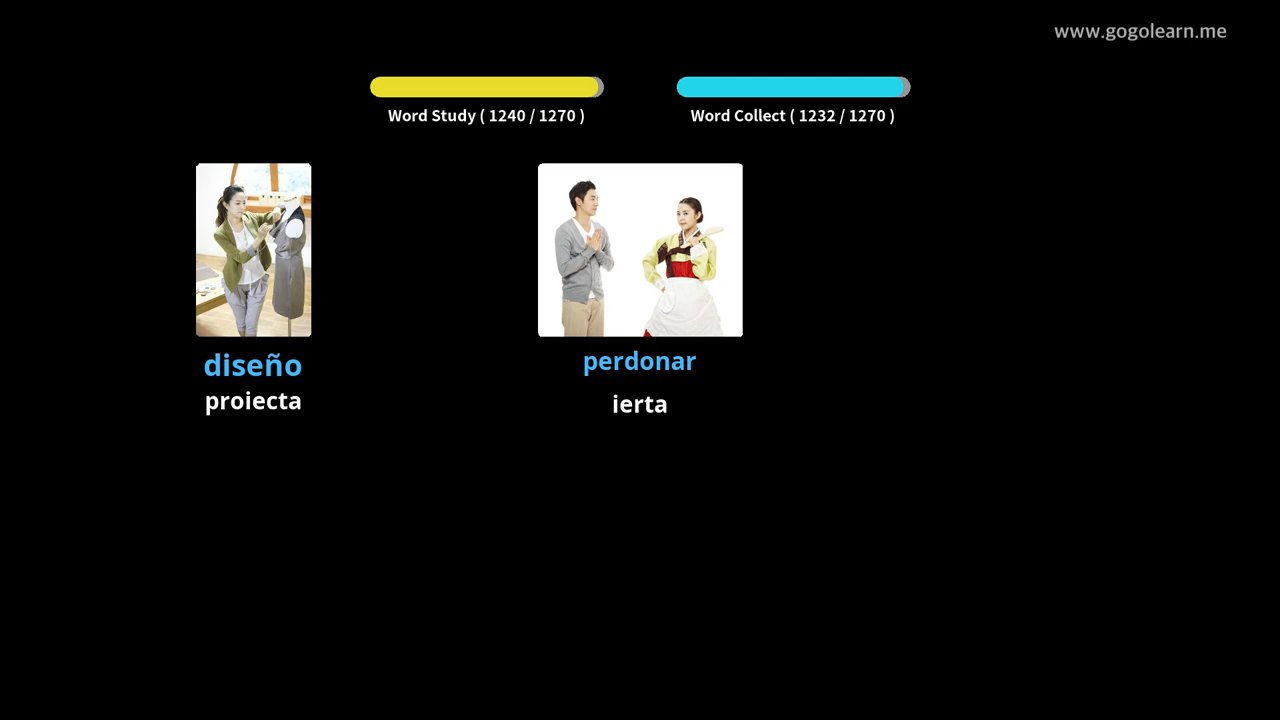 www.gogolearn.me
Word Study ( 1240 / 1270 )
Word Collect ( 1232 / 1270 )
diseño
proiecta
perdonar
ierta